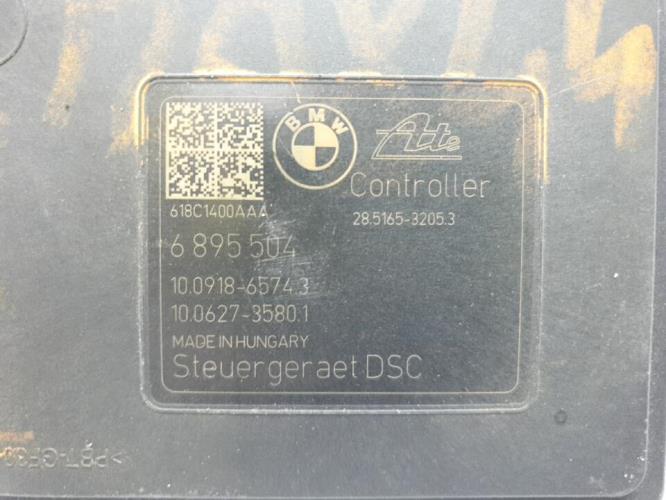 BMW
Ate
Controller
618C1400AAA
28.5165-3205.3
6 895 504
10.0918-6574.3
10.0627-3580.1
MADE IN HUNGARY
Steuergeraet DSC